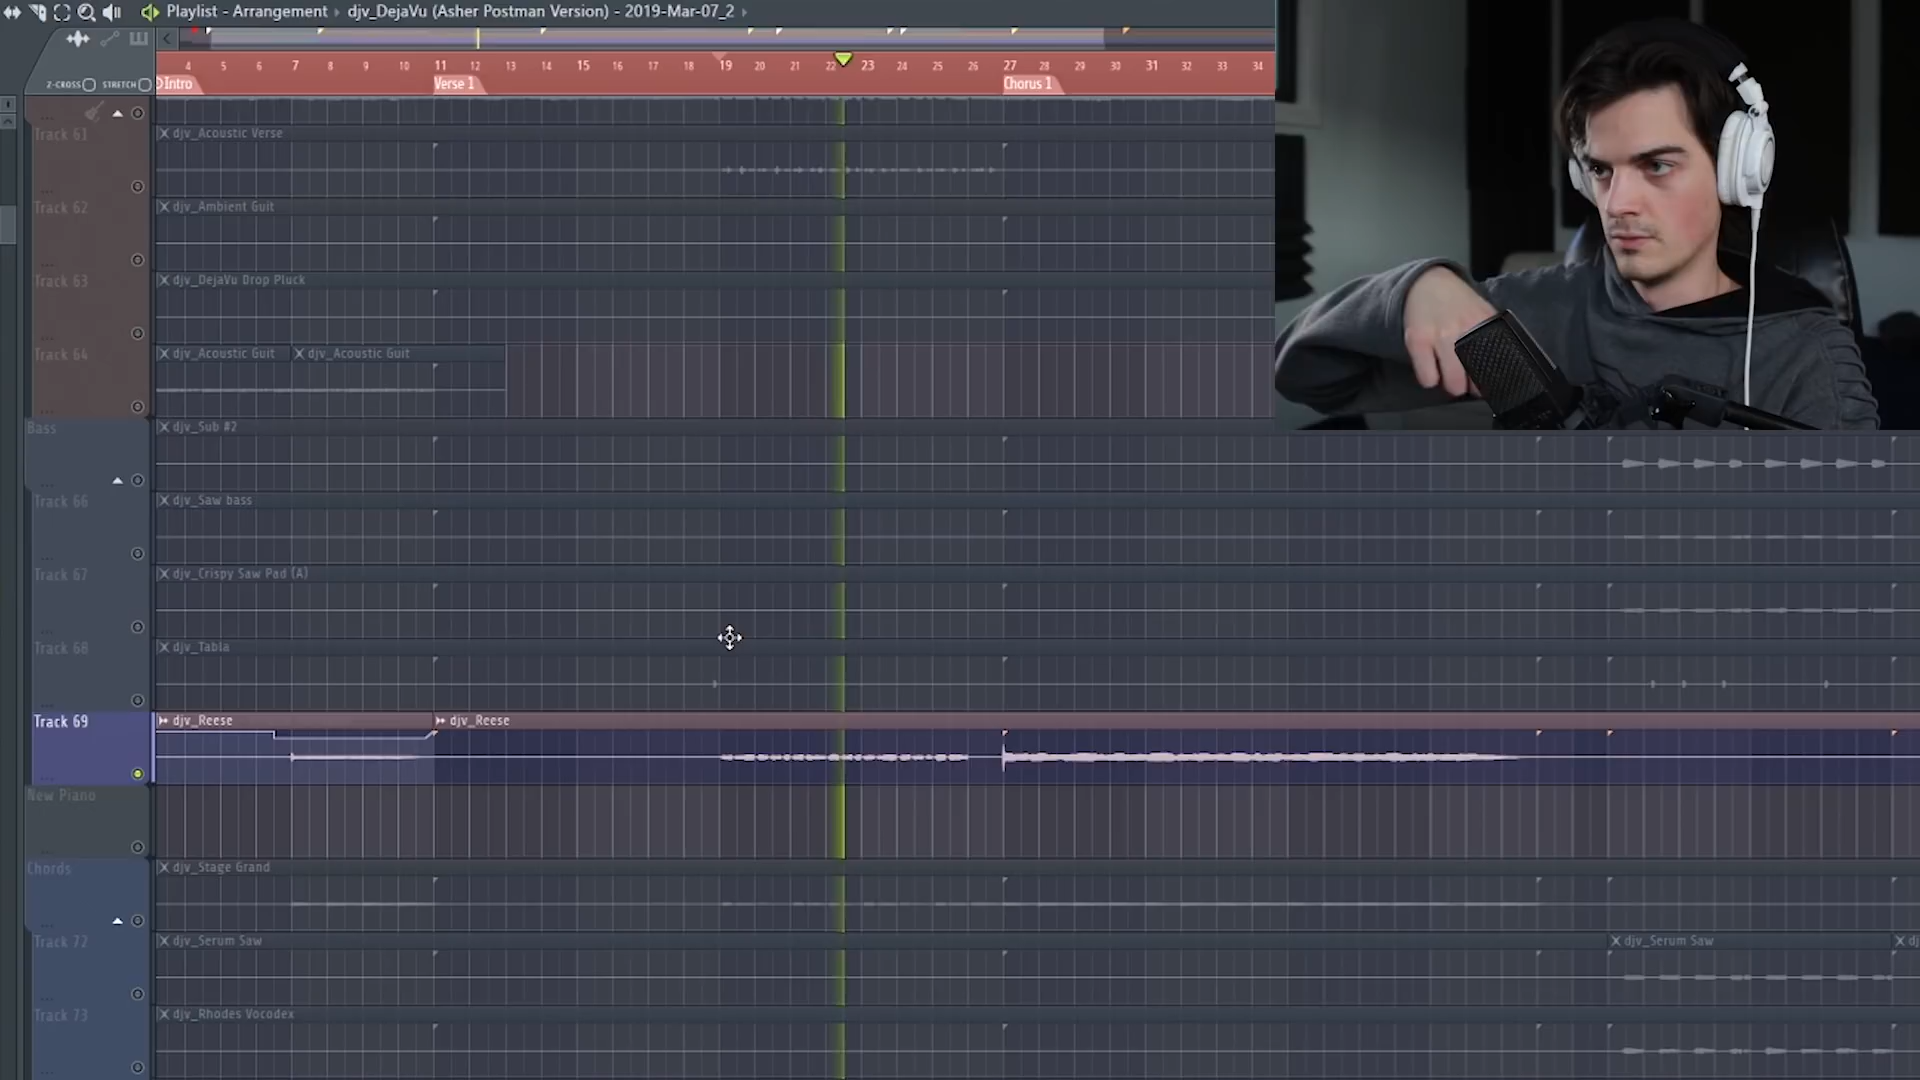 Playlist - Arrangement › djv_DejaVu (Asher Postman Version) - 2019-Mar-07_2 ›
4 5 6 7 8 9 10 11 12 13 14 15 16 17 18 19 20 21 22 23 24 25 26 27 28 29 30 31 32 33 34
Z-CROSS STRETCH Intro Verse 1 Chorus 1
Track 61 djv_Acoustic Verse
Track 62 djv_Ambient Guit
Track 63 djv_DejaVu Drop Pluck
Track 64 djv_Acoustic Guit djv_Acoustic Guit
Bass djv_Sub #2
Track 66 djv_Saw bass
Track 67 djv_Crispy Saw Pad (A)
Track 68 djv_Tabla
Track 69 djv_Reese djv_Reese
New Piano
Chords djv_Stage Grand
Track 72 djv_Serum Saw djv_Serum Saw dj
Track 73 djv_Rhodes Vocodex